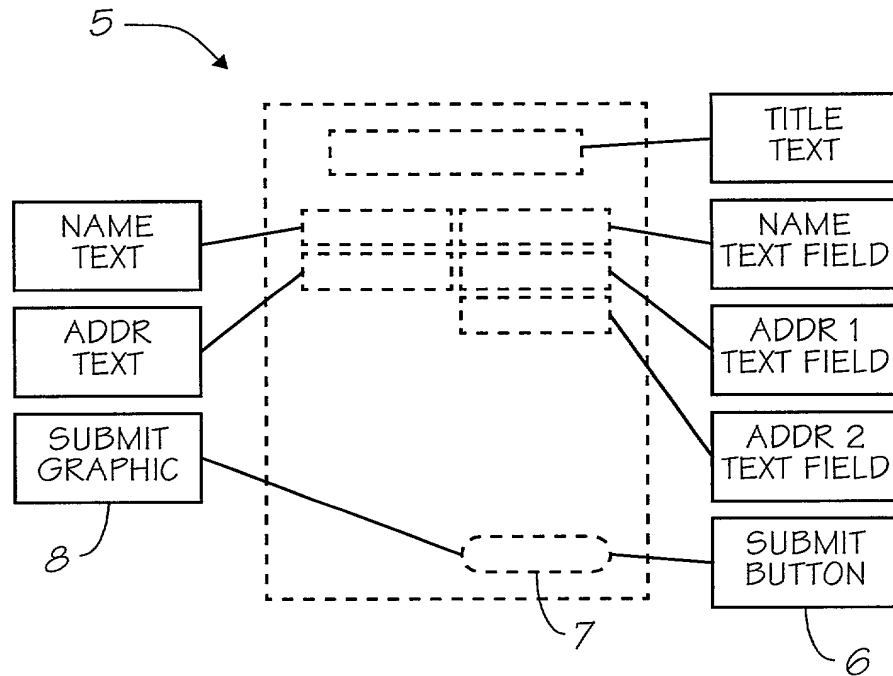 5
TITLE
TEXT
NAME
TEXT
NAME
TEXT FIELD
ADDR
TEXT
ADDR 1
TEXT FIELD
SUBMIT
GRAPHIC
ADDR 2
TEXT FIELD
8
SUBMIT
BUTTON
7
6